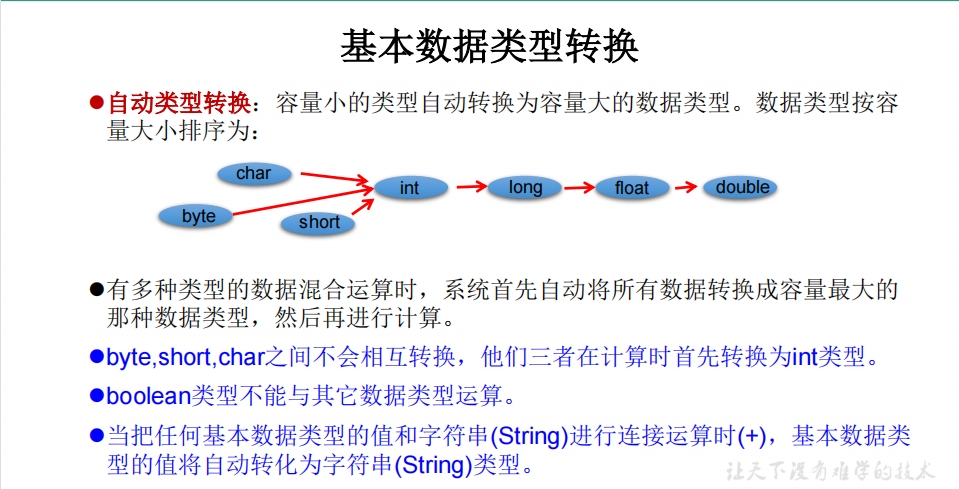 基本数据类型转换
●自动类型转换：容量小的类型自动转换为容量大的数据类型。数据类型按容
量大小排序为：
char
int
long
float
double
byte
short
●有多种类型的数据混合运算时，系统首先自动将所有数据转换成容量最大的
那种数据类型，然后再进行计算。
●byte,short,char之间不会相互转换，他们三者在计算时首先转换为int类型。
●boolean类型不能与其它数据类型运算。
●当把任何基本数据类型的值和字符串(String)进行连接运算时(+)，基本数据类
型的值将自动转化为字符串(String)类型。
让天下没有难学的技术